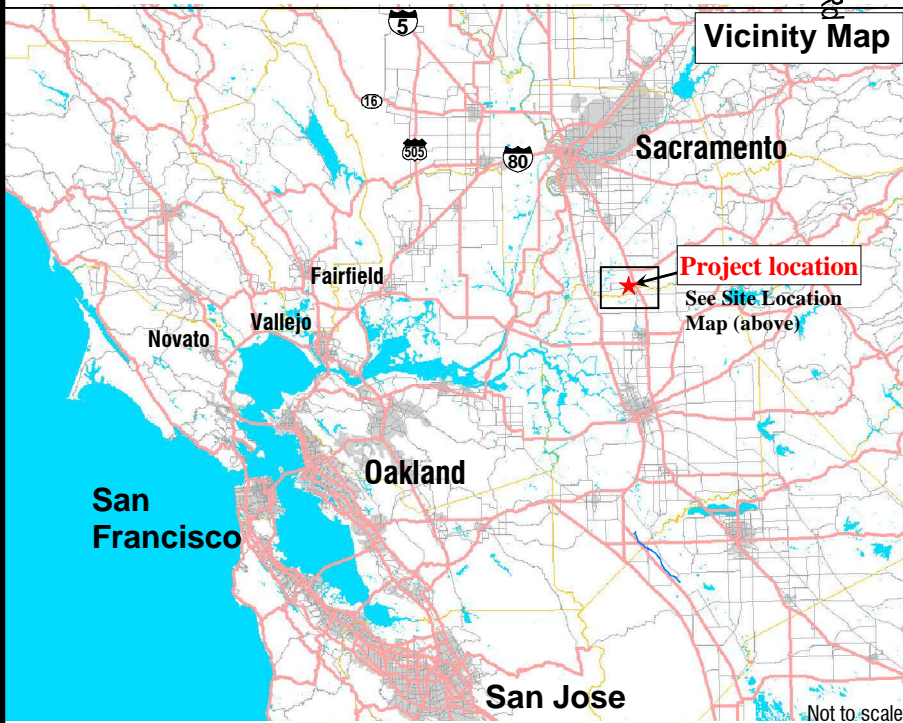 Rd
Vicinity Map
5
16
505
80
Sacramento
Project location
See Site Location
Map (above)
Fairfield
Vallejo
Novato
Oakland
San
Francisco
San Jose
Not to scale